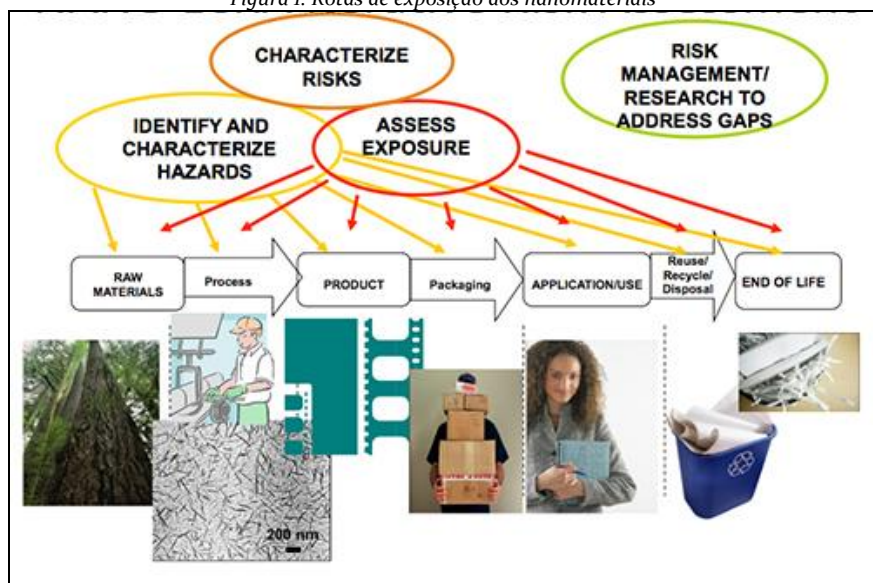 Figura 1. Rotas de exposição aos nanomateriais
CHARACTERIZE
RISKS
RISK
MANAGEMENT/
RESEARCH TO
ADDRESS GAPS
IDENTIFY AND
CHARACTERIZE
HAZARDS
ASSESS
EXPOSURE
RAW
MATERIALS
Process
PRODUCT
Packaging
APPLICATION/USE
Reuse/
Recycle/
Disposal
END OF LIFE
200 nm